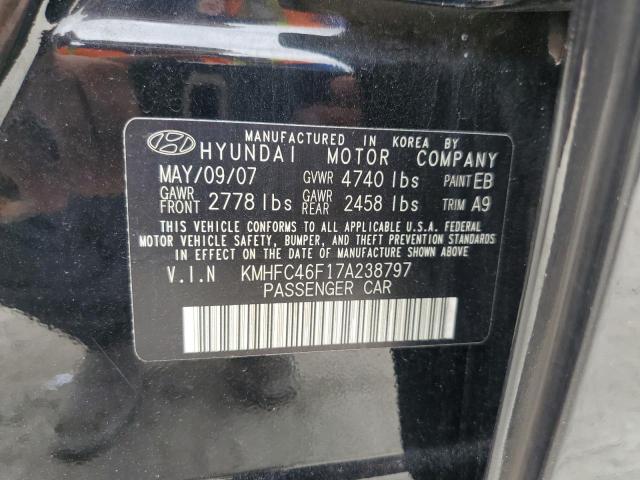 MANUFACTURED IN KOREA BY
HYUNDAI MOTOR COMPANY
MAY/09/07 GVWR 4740 lbs PAINT EB
GAWR FRONT 2778 lbs GAWR REAR 2458 lbs TRIM A9
THIS VEHICLE CONFORMS TO ALL APPLICABLE U.S.A. FEDERAL
MOTOR VEHICLE SAFETY, BUMPER, AND THEFT PREVENTION STANDARDS
IN EFFECT ON THE DATE OF MANUFACTURE SHOWN ABOVE.
V.I.N KMHFC46F17A238797
PASSENGER CAR